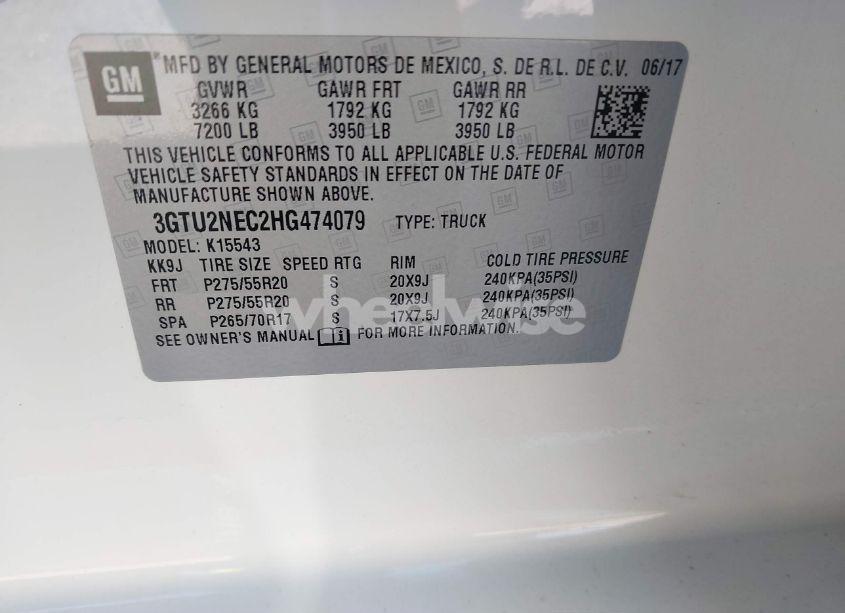 GM *MFD BY GENERAL MOTORS DE MEXICO, S. DE R.L. DE C.V. 06/17
GVWR GAWR FRT GAWR RR
3266 KG 1792 KG 1792 KG
7200 LB 3950 LB 3950 LB
THIS VEHICLE CONFORMS TO ALL APPLICABLE U.S. FEDERAL MOTOR
VEHICLE SAFETY STANDARDS IN EFFECT ON THE DATE OF
MANUFACTURE SHOWN ABOVE.
3GTU2NEC2HG474079 TYPE: TRUCK
MODEL: K15543
KK9J TIRE SIZE SPEED RTG RIM COLD TIRE PRESSURE
FRT P275/55R20 S 20X9J 240KPA(35PSI)
RR P275/55R20 S 20X9J 240KPA(35PSI)
SPA P265/70R17 S 17X7.5J 240KPA(35PSI)
SEE OWNER'S MANUAL i FOR MORE INFORMATION.
wheelwise